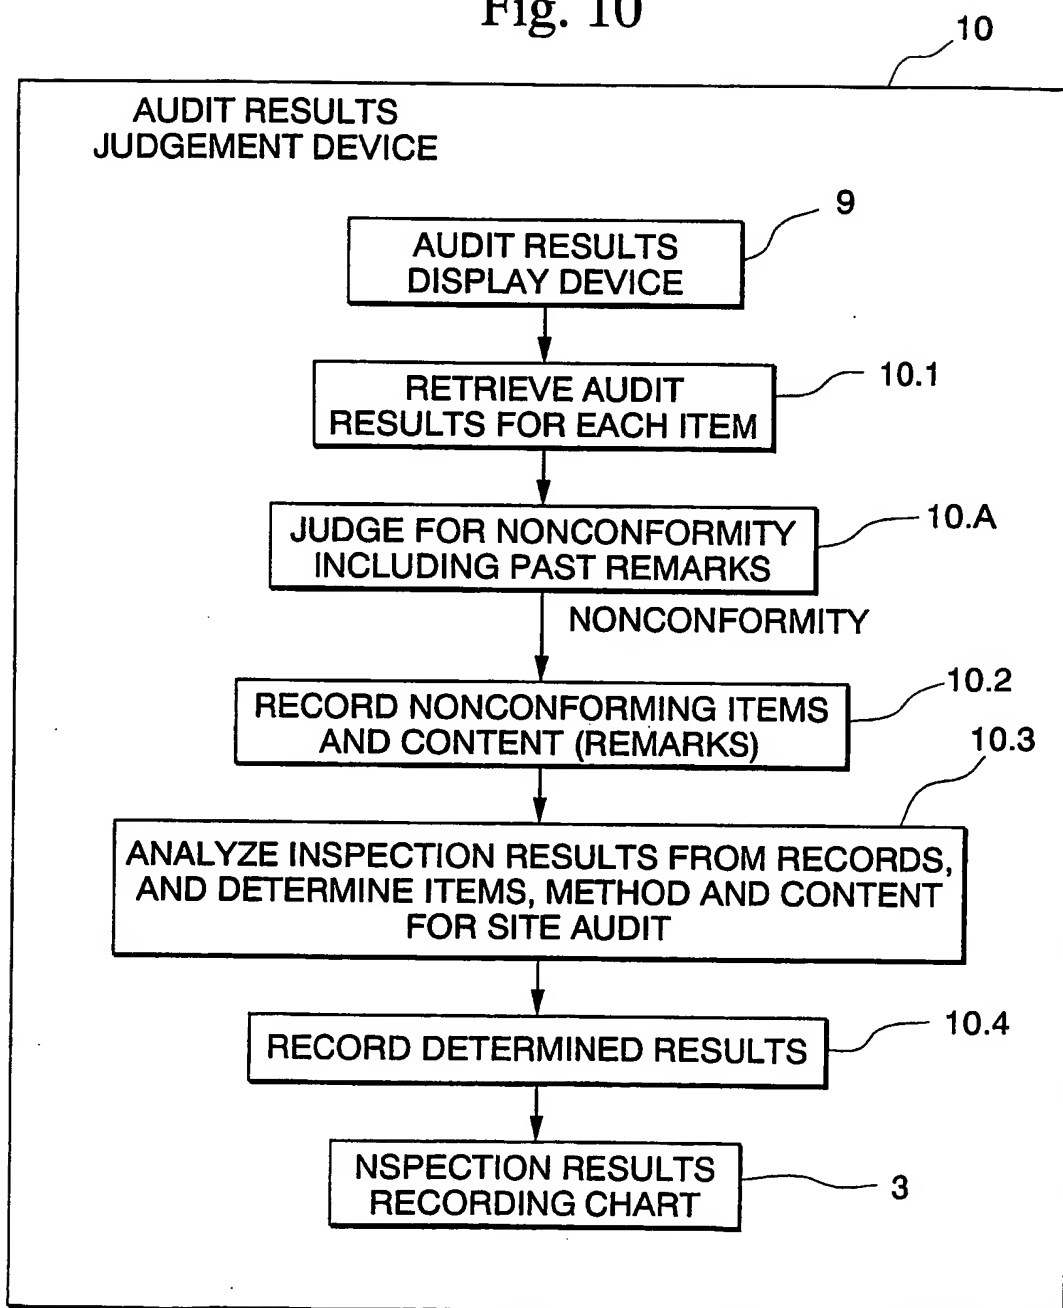 Fig. 10
10
AUDIT RESULTS
JUDGEMENT DEVICE
9
AUDIT RESULTS
DISPLAY DEVICE
10.1
RETRIEVE AUDIT
RESULTS FOR EACH ITEM
10.A
JUDGE FOR NONCONFORMITY
INCLUDING PAST REMARKS
NONCONFORMITY
10.2
RECORD NONCONFORMING ITEMS
AND CONTENT (REMARKS)
10.3
ANALYZE INSPECTION RESULTS FROM RECORDS,
AND DETERMINE ITEMS, METHOD AND CONTENT
FOR SITE AUDIT
10.4
RECORD DETERMINED RESULTS
NSPECTION RESULTS
RECORDING CHART
3